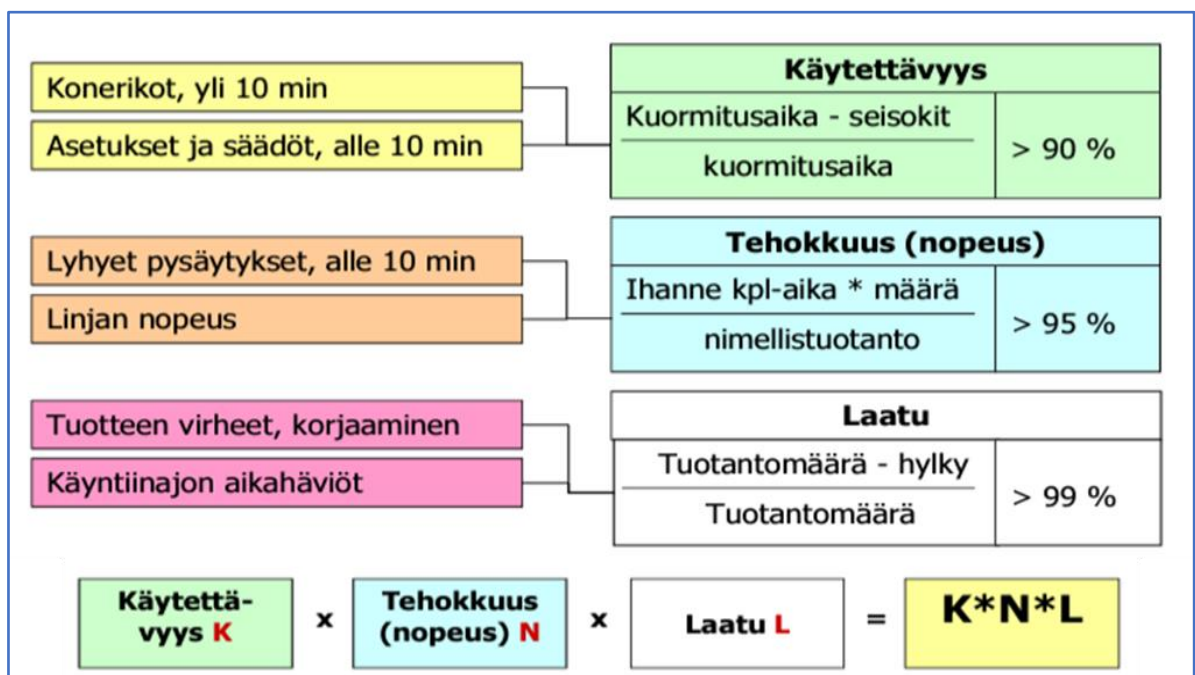 Konerikot, yli 10 min
Asetukset ja säädöt, alle 10 min
Käytettävyys
Kuormitusaika - seisokit
kuormitusaika
> 90 %
Lyhyet pysäytykset, alle 10 min
Linjan nopeus
Tehokkuus (nopeus)
Ihanne kpl-aika * määrä
nimellistuotanto
> 95 %
Tuotteen virheet, korjaaminen
Käyntiinajon aikahäviöt
Laatu
Tuotantomäärä - hylky
Tuotantomäärä
> 99 %
Käytettä-
vyys K
x
Tehokkuus
(nopeus) N
x
Laatu L
=
K*N*L